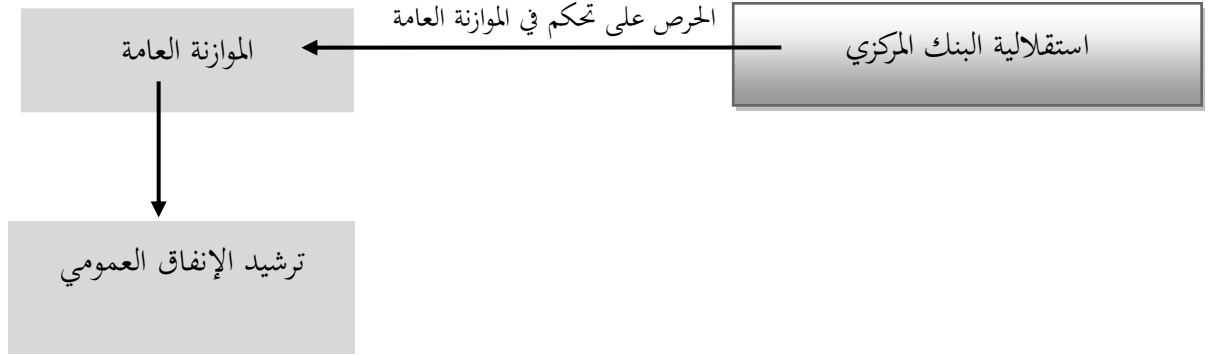 الحرص على تحكم في الموازنة العامة
استقلالية البنك المركزي
الموازنة العامة
ترشيد الإنفاق العمومي